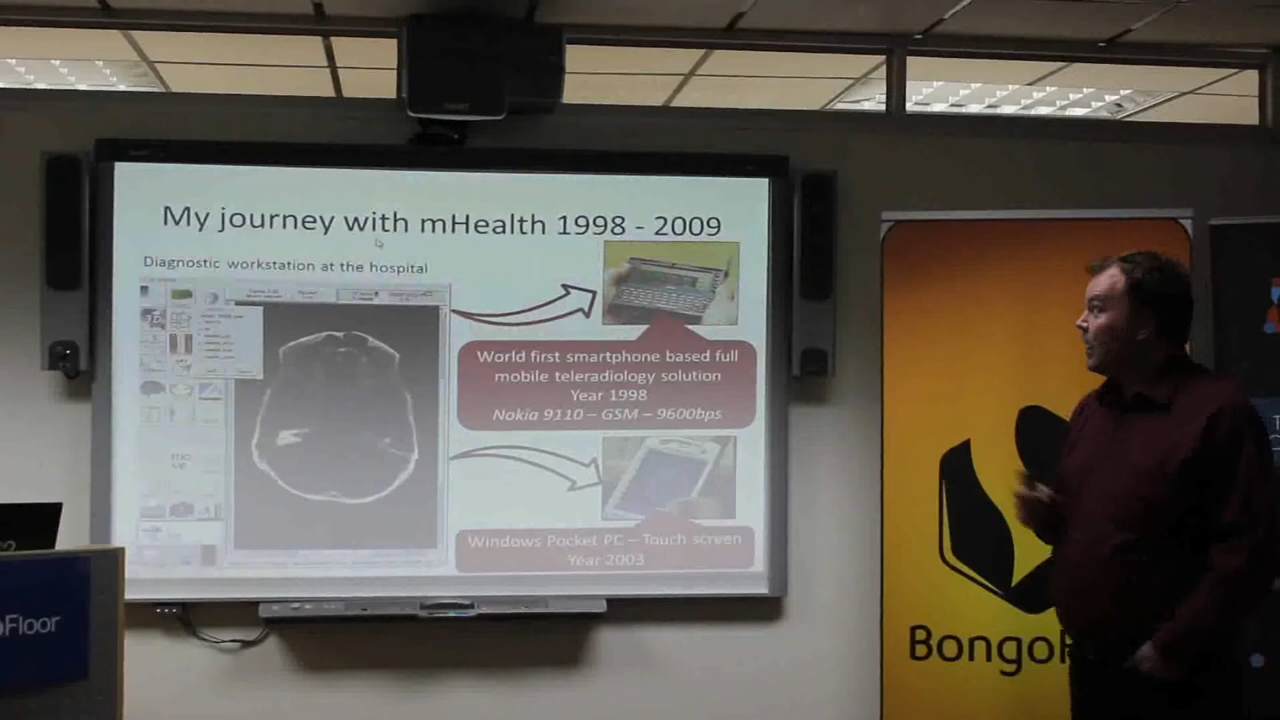 My journey with mHealth 1998 - 2009
Diagnostic workstation at the hospital
World first smartphone based full
mobile teleradiology solution
Year 1998
Nokia 9110 – GSM – 9600bps
Windows Pocket PC – Touch screen
Year 2003
Floor
Bongo